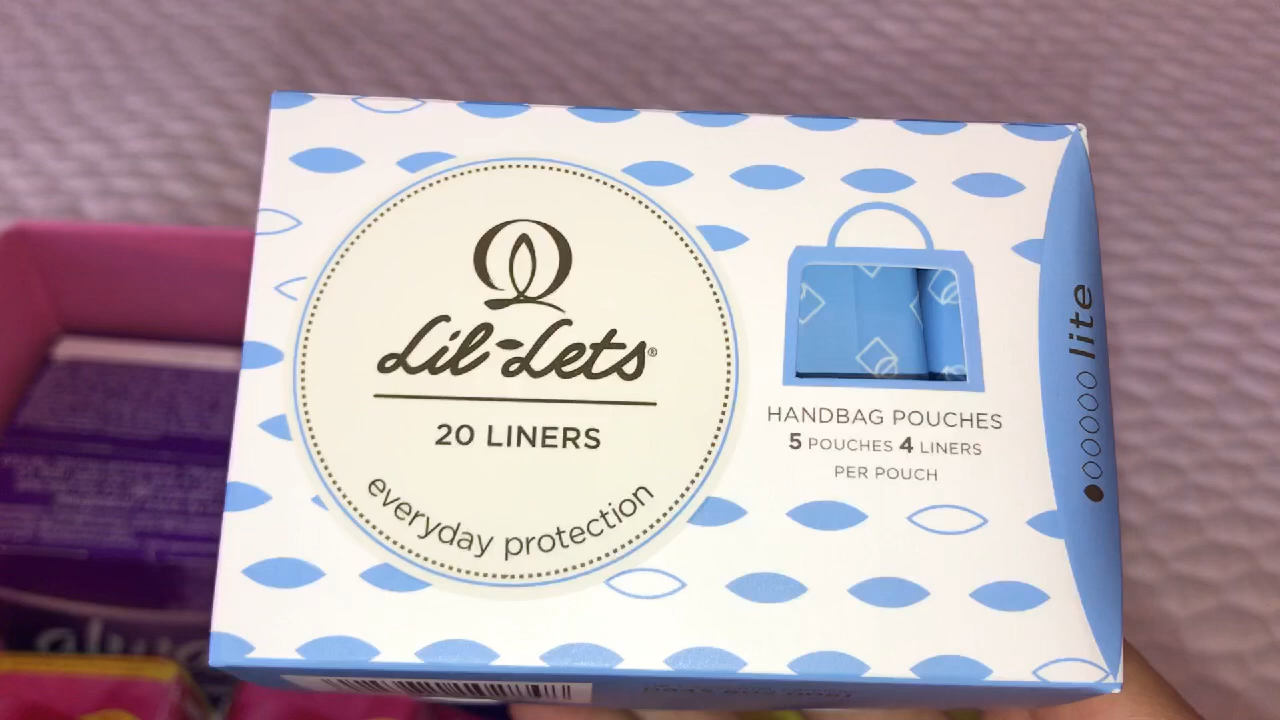 Lil-Lets®
20 LINERS
everyday protection
HANDBAG POUCHES
5 POUCHES 4 LINERS
PER POUCH
lite